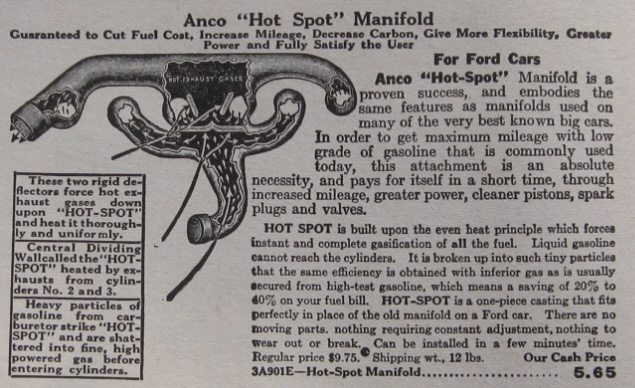 Anco "Hot Spot" Manifold
Guaranteed to Cut Fuel Cost, Increase Mileage, Decrease Carbon, Give More Flexibility, Greater
Power and Fully Satisfy the User
HOT EXHAUST GASES
These two rigid de-
flectors force hot ex-
haust gases down
upon "HOT-SPOT"
and heat it thorough-
ly and uniformly.
Central Dividing
Wall called the "HOT-
SPOT" heated by ex-
hausts from cylin-
ders No. 2 and 3.
Heavy particles of
gasoline from car-
buretor strike "HOT-
SPOT" and are shat-
tered into fine, high
powered gas before
entering cylinders.
For Ford Cars
Anco "Hot-Spot" Manifold is a
proven success, and embodies the
same features as manifolds used on
many of the very best known big cars.
In order to get maximum mileage with low
grade of gasoline that is commonly used
today, this attachment is an absolute
necessity, and pays for itself in a short time, through
increased mileage, greater power, cleaner pistons, spark
plugs and valves.
HOT SPOT is built upon the even heat principle which forces
instant and complete gasification of all the fuel. Liquid gasoline
cannot reach the cylinders. It is broken up into such tiny particles
that the same efficiency is obtained with inferior gas as is usually
secured from high-test gasoline, which means a saving of 20% to
40% on your fuel bill. HOT-SPOT is a one-piece casting that fits
perfectly in place of the old manifold on a Ford car. There are no
moving parts. nothing requiring constant adjustment, nothing to
wear out or break. Can be installed in a few minutes' time.
Regular price $9.75. Shipping wt., 12 lbs. Our Cash Price
3A901E—Hot-Spot Manifold..................... 5.65